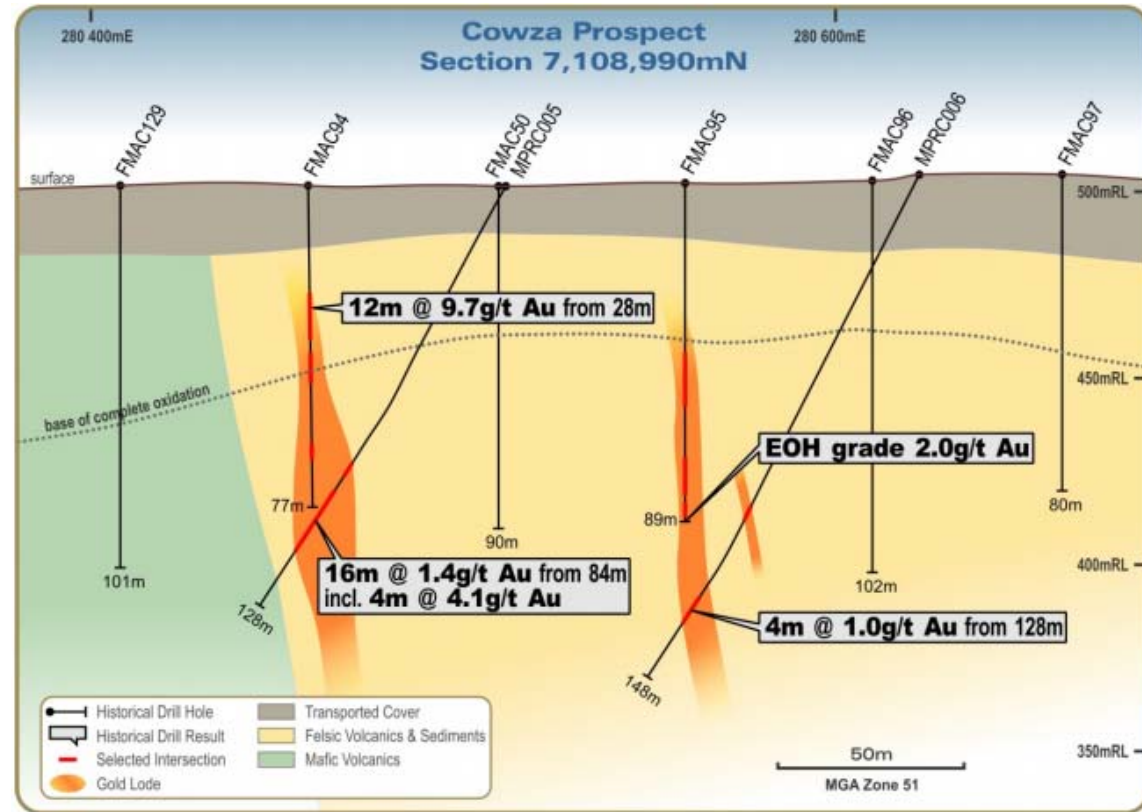 280 400mE
280 600mE
Cowza Prospect
Section 7,108,990mN
FMAC129
FMAC94
FMAC50
MPRC005
FMAC95
FMAC96
MPRC006
FMAC97
surface
500mRL
12m @ 9.7g/t Au from 28m
450mRL
base of complete oxidation
EOH grade 2.0g/t Au
77m
89m
80m
90m
101m
128m
102m
400mRL
16m @ 1.4g/t Au from 84m
incl. 4m @ 4.1g/t Au
4m @ 1.0g/t Au from 128m
148m
Historical Drill Hole
Historical Drill Result
Selected Intersection
Gold Lode
Transported Cover
Felsic Volcanics & Sediments
Mafic Volcanics
50m
MGA Zone 51
350mRL